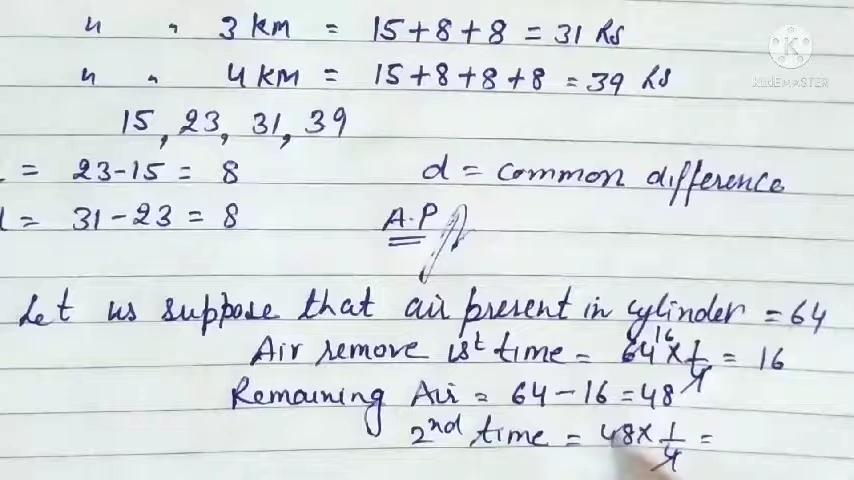 " " 3 km = 15+8+8 = 31 Rs
KINEMASTER
" " 4 km = 15+8+8+8 = 39 Rs
15, 23, 31, 39
= 23-15 = 8 d = common difference
= 31-23 = 8 A.P
Let us suppose that air present in cylinder = 64
Air remove ist time = 64 16 × 1/4 = 16
Remaining Air = 64-16 = 48
2nd time = 48 × 1/4 =